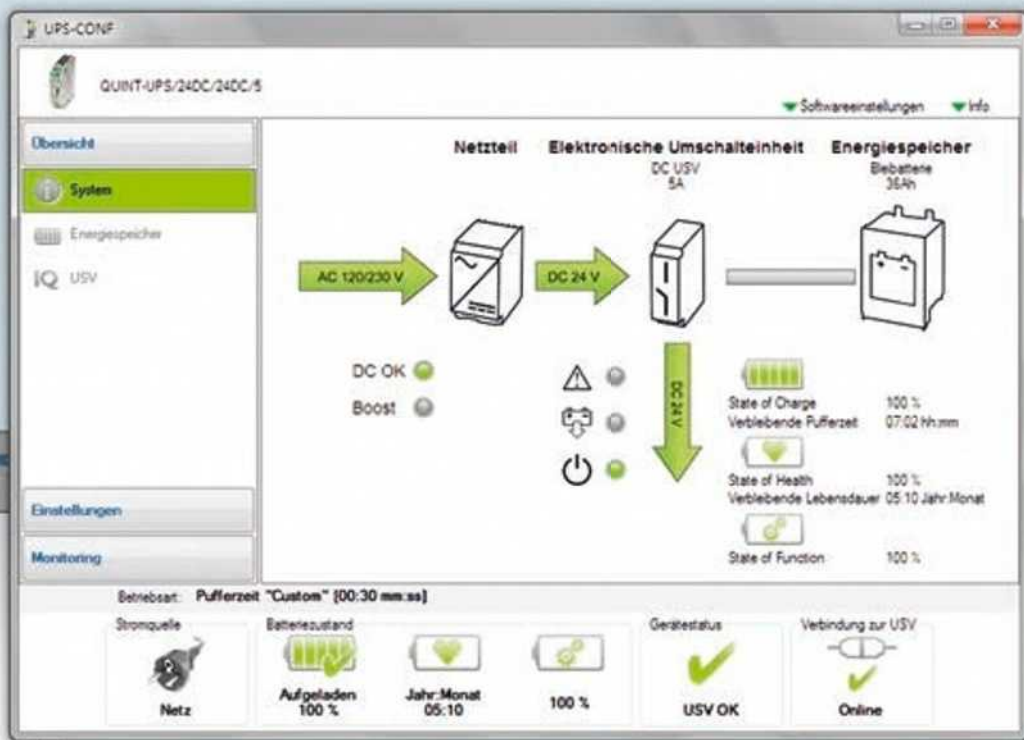 UPS-CONF
QUINT-UPS/24DC/24DC/5
Softwareeinstellungen Info
Übersicht
System
Energiespeicher
IQ USV
Einstellungen
Monitoring
Netzteil Elektronische Umschalteinheit Energiespeicher
DC USV Bleibatterie
5A 36Ah
AC 120/230 V DC 24 V
DC OK
Boost
DC 24 V
State of Charge 100 %
Verbleibende Pufferzeit 07:02 hh:mm
State of Health 100 %
Verbleibende Lebensdauer 05:10 Jahr:Monat
State of Function 100 %
Betriebsart: Pufferzeit "Custom" [00:30 mm:ss]
Stromquelle Batteriezustand Gerätestatus Verbindung zur USV
Aufgeladen Jahr:Monat
100 % 05:10 100 %
Netz USV OK Online